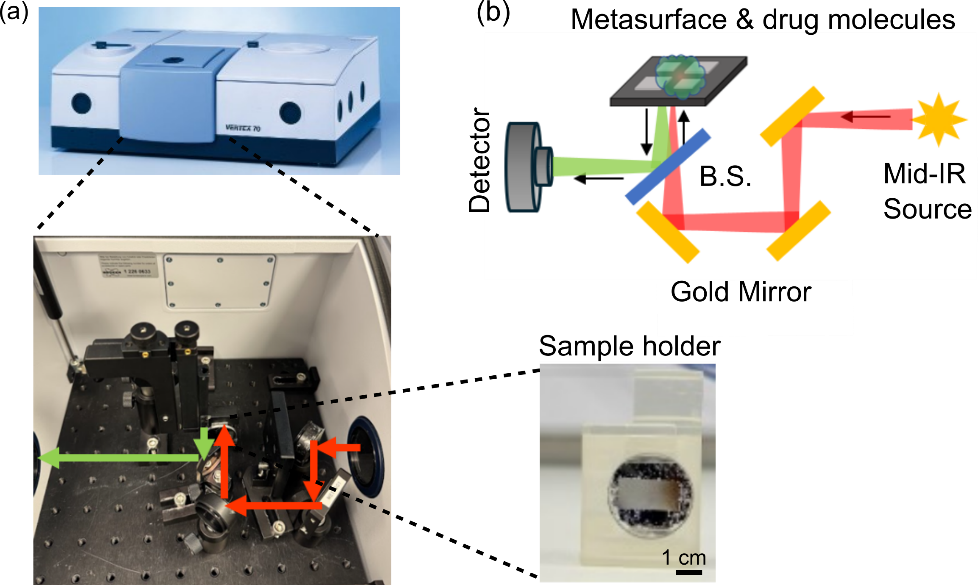 (a)
VERTEX 70
(b)
Metasurface & drug molecules
Detector
B.S.
Mid-IR
Source
Gold Mirror
Sample holder
1 cm